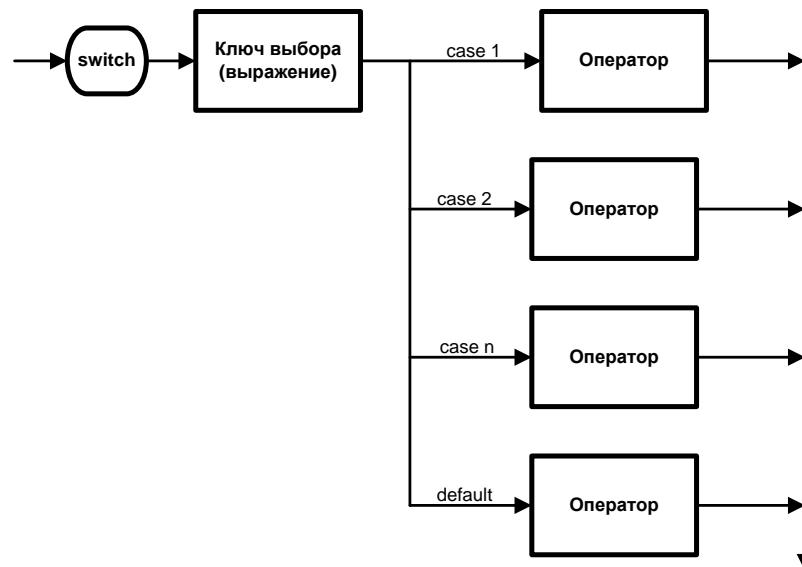 switch
Ключ выбора
(выражение)
case 1
Оператор
case 2
Оператор
case n
Оператор
default
Оператор